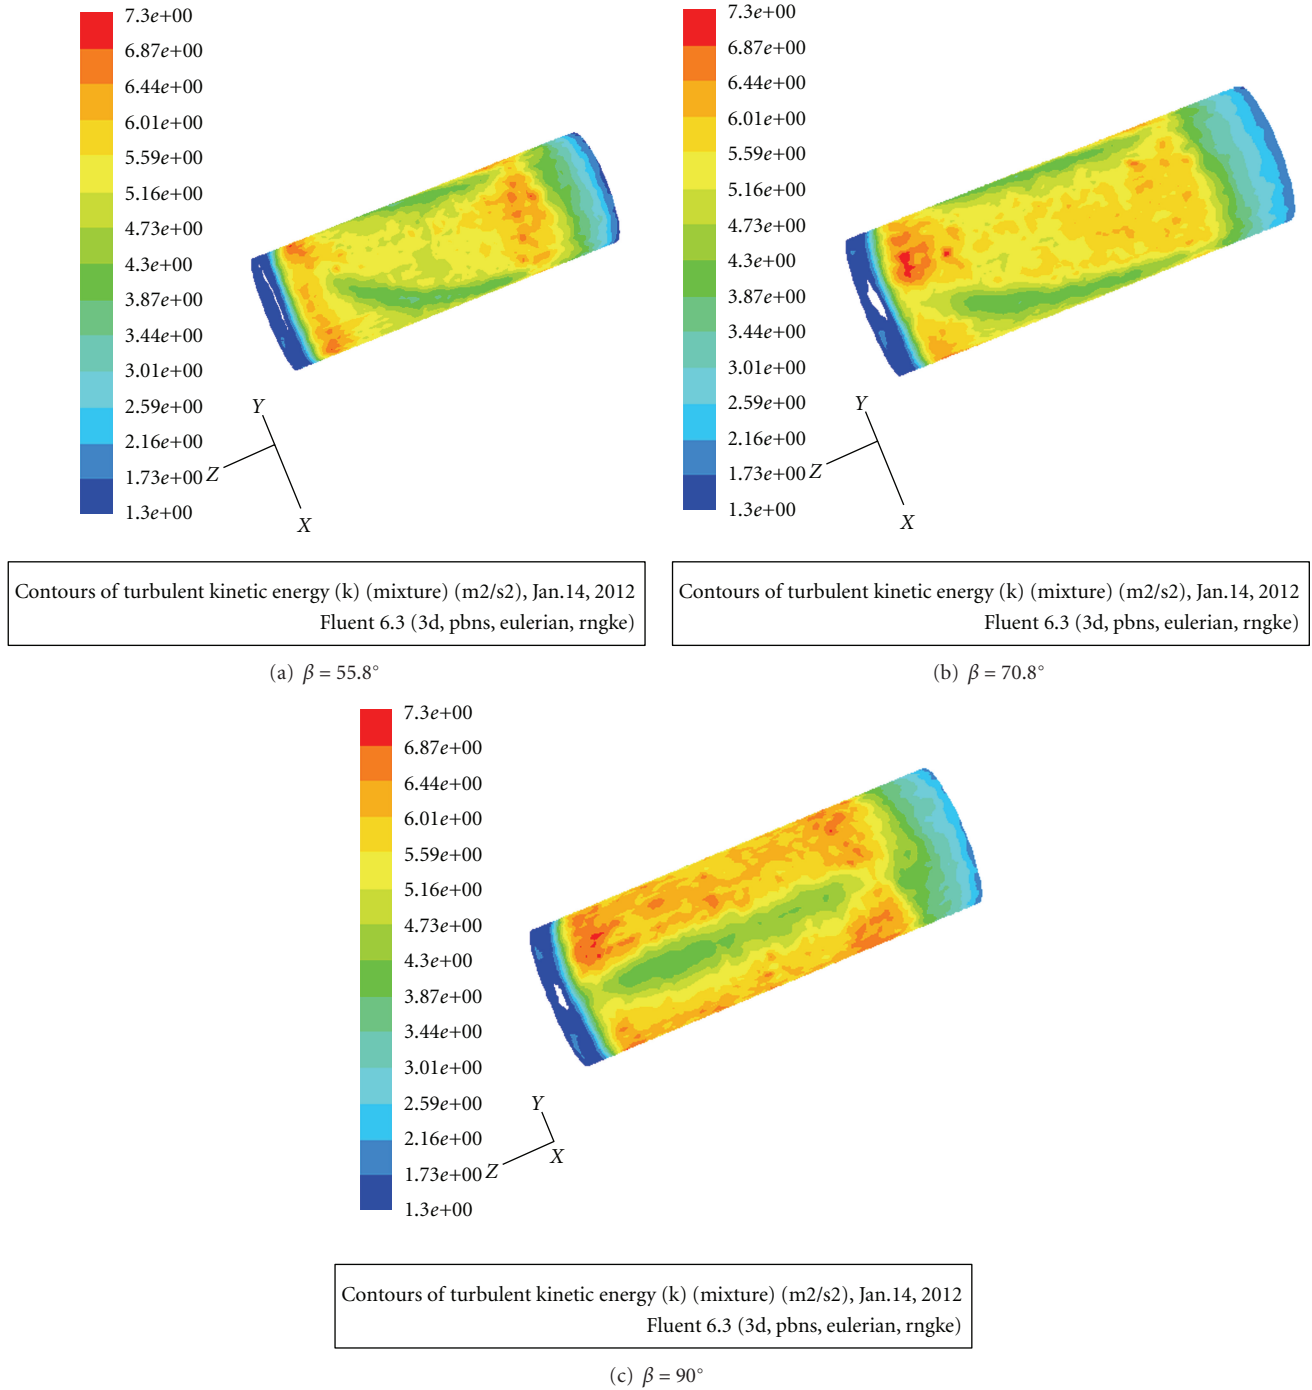 7.3e+00
6.87e+00
6.44e+00
6.01e+00
5.59e+00
5.16e+00
4.73e+00
4.3e+00
3.87e+00
3.44e+00
3.01e+00
2.59e+00
2.16e+00
1.73e+00
1.3e+00
Y
Z
X
Contours of turbulent kinetic energy (k) (mixture) (m2/s2), Jan.14, 2012
Fluent 6.3 (3d, pbns, eulerian, rngke)
(a) β = 55.8°
7.3e+00
6.87e+00
6.44e+00
6.01e+00
5.59e+00
5.16e+00
4.73e+00
4.3e+00
3.87e+00
3.44e+00
3.01e+00
2.59e+00
2.16e+00
1.73e+00
1.3e+00
Y
Z
X
Contours of turbulent kinetic energy (k) (mixture) (m2/s2), Jan.14, 2012
Fluent 6.3 (3d, pbns, eulerian, rngke)
(b) β = 70.8°
7.3e+00
6.87e+00
6.44e+00
6.01e+00
5.59e+00
5.16e+00
4.73e+00
4.3e+00
3.87e+00
3.44e+00
3.01e+00
2.59e+00
2.16e+00
1.73e+00
1.3e+00
Y
Z
X
Contours of turbulent kinetic energy (k) (mixture) (m2/s2), Jan.14, 2012
Fluent 6.3 (3d, pbns, eulerian, rngke)
(c) β = 90°